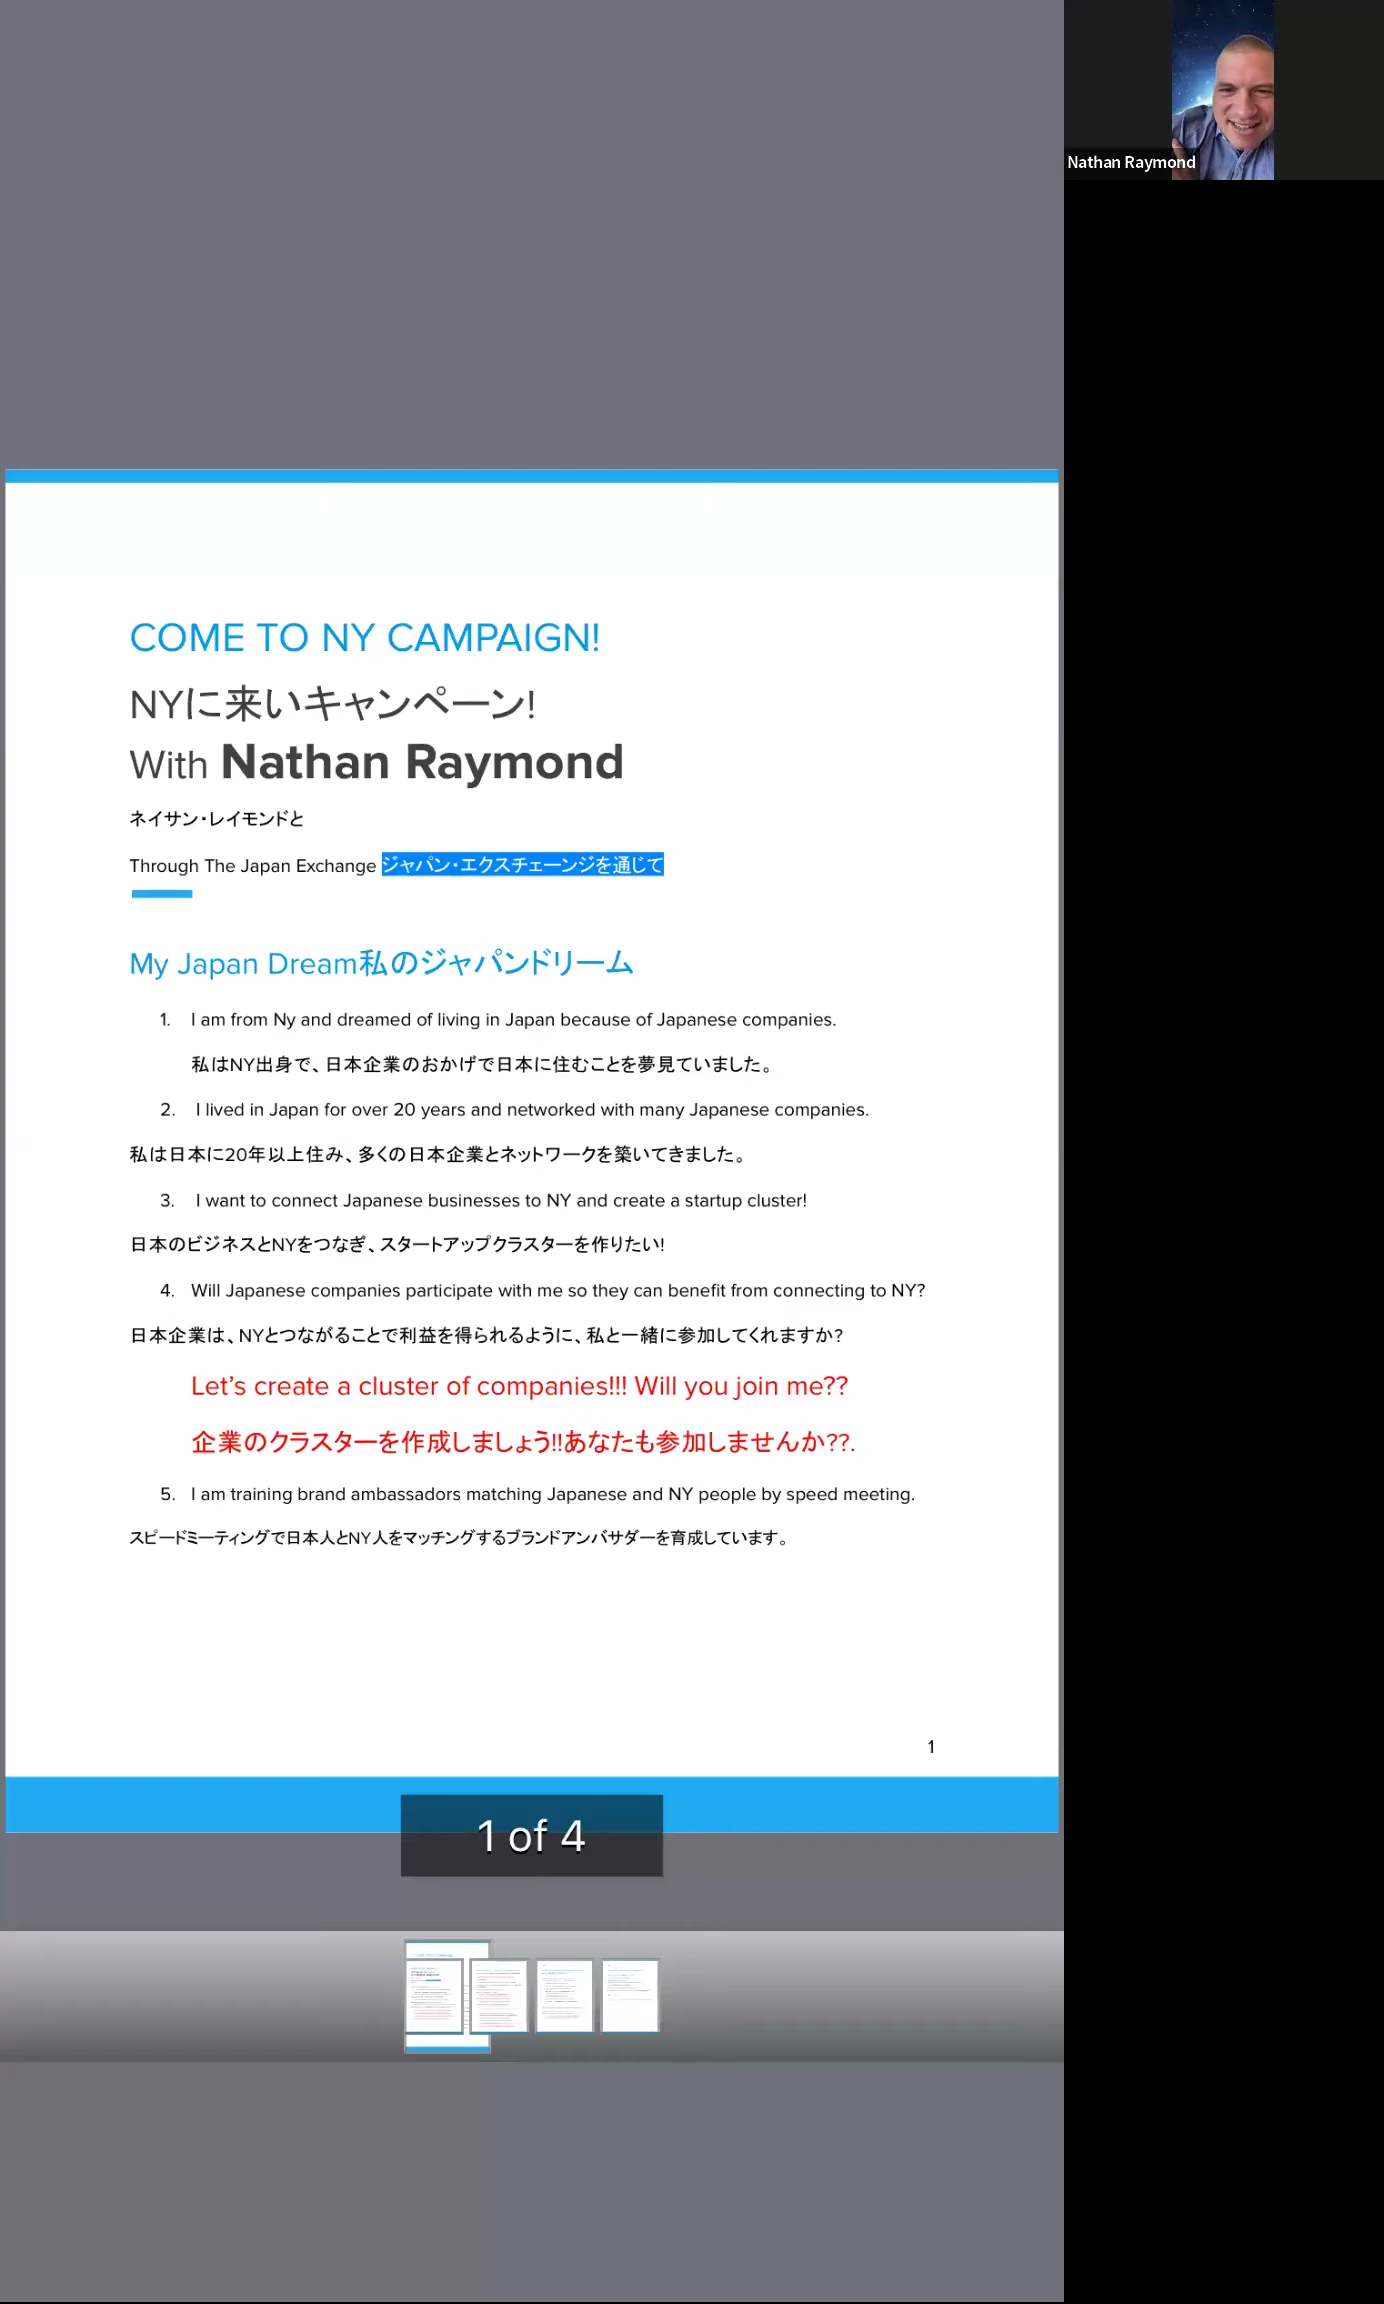 Nathan Raymond
COME TO NY CAMPAIGN!
NYに来いキャンペーン!
With Nathan Raymond
ネイサン・レイモンドと
Through The Japan Exchange ジャパン・エクスチェーンジを通じて
My Japan Dream私のジャパンドリーム
1. I am from Ny and dreamed of living in Japan because of Japanese companies.
私はNY出身で、日本企業のおかげで日本に住むことを夢見ていました。
2. I lived in Japan for over 20 years and networked with many Japanese companies.
私は日本に20年以上住み、多くの日本企業とネットワークを築いてきました。
3. I want to connect Japanese businesses to NY and create a startup cluster!
日本のビジネスとNYをつなぎ、スタートアップクラスターを作りたい!
4. Will Japanese companies participate with me so they can benefit from connecting to NY?
日本企業は、NYとつながることで利益を得られるように、私と一緒に参加してくれますか?
Let’s create a cluster of companies!!! Will you join me??
企業のクラスターを作成しましょう!!あなたも参加しませんか??.
5. I am training brand ambassadors matching Japanese and NY people by speed meeting.
スピードミーティングで日本人とNY人をマッチングするブランドアンバサダーを育成しています。
1
1 of 4